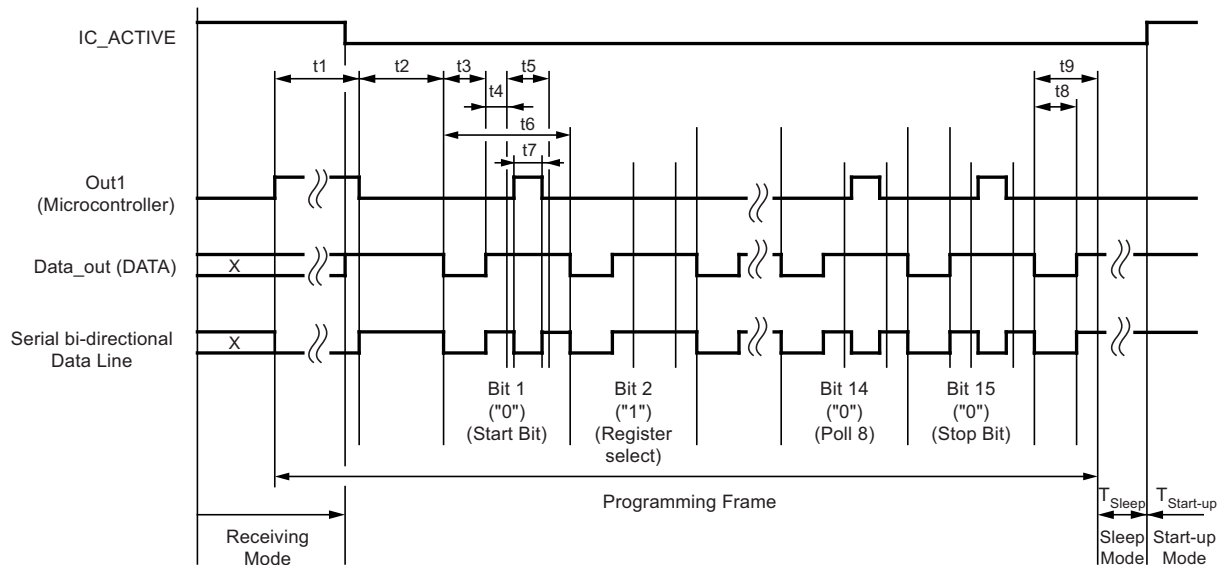 IC_ACTIVE
t1
t2
t3
t5
t9
t4
t8
t6
t7
Out1
(Microcontroller)
Data_out (DATA)
X
Serial bi-directional
Data Line
X
Bit 1
("0")
(Start Bit)
Bit 2
("1")
(Register
select)
Bit 14
("0")
(Poll 8)
Bit 15
("0")
(Stop Bit)
Programming Frame
TSleep
TStart-up
Receiving
Mode
Sleep
Mode
Start-up
Mode